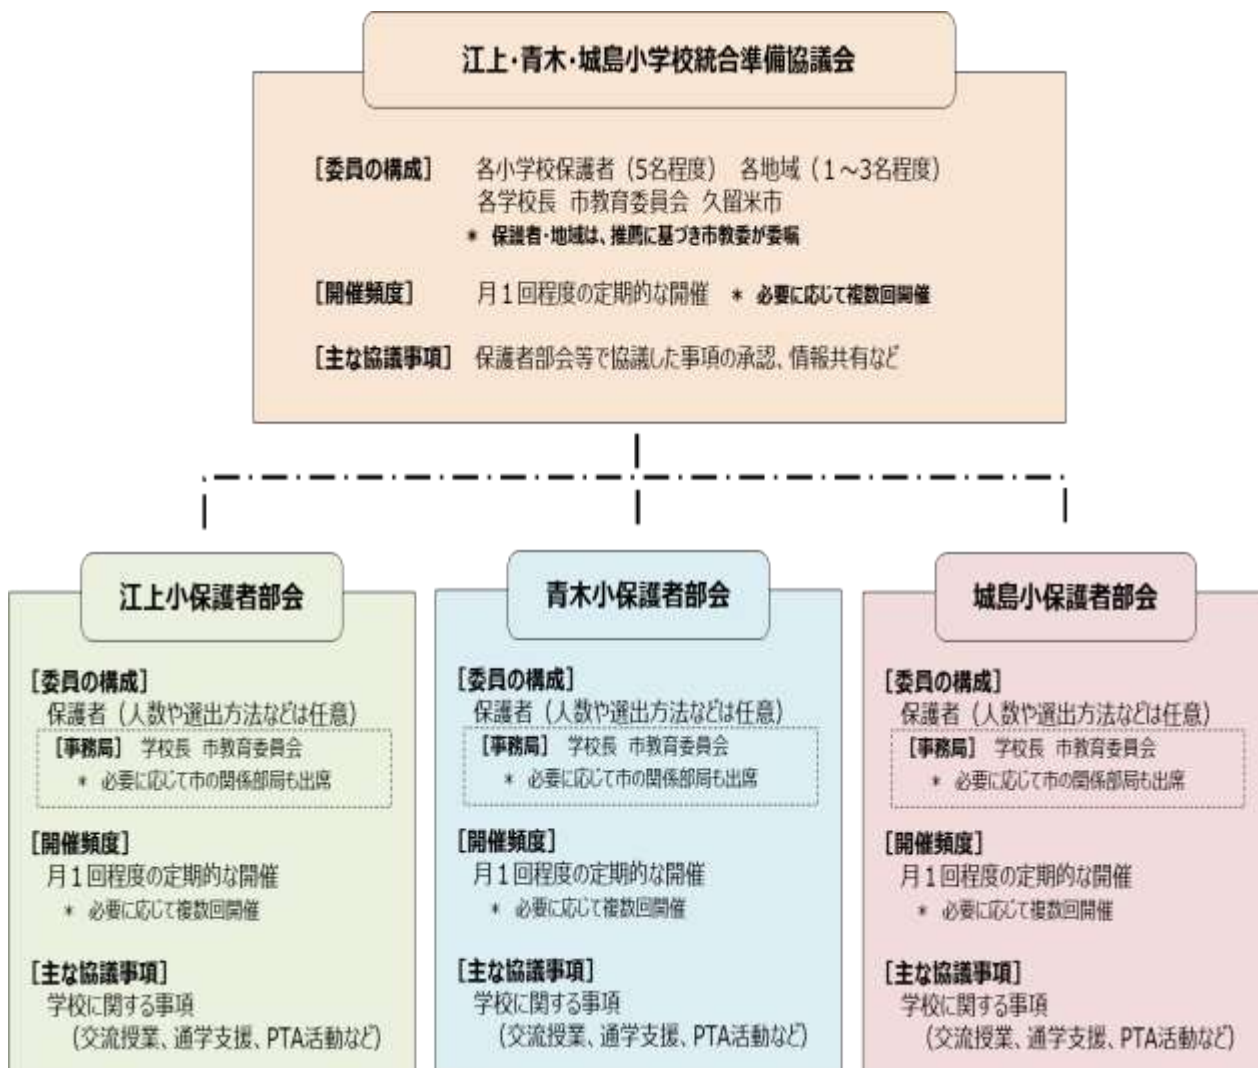 江上・青木・城島小学校統合準備協議会
［委員の構成］ 各小学校保護者（5名程度） 各地域（1～3名程度）
各学校長 市教育委員会 久留米市
* 保護者・地域は、推薦に基づき市教委が委嘱
［開催頻度］ 月1回程度の定期的な開催 * 必要に応じて複数回開催
［主な協議事項］ 保護者部会等で協議した事項の承認、情報共有など
江上小保護者部会
［委員の構成］
保護者（人数や選出方法などは任意）
［事務局］ 学校長 市教育委員会
* 必要に応じて市の関係部局も出席
［開催頻度］
月1回程度の定期的な開催
* 必要に応じて複数回開催
［主な協議事項］
学校に関する事項
（交流授業、通学支援、PTA活動など）
青木小保護者部会
［委員の構成］
保護者（人数や選出方法などは任意）
［事務局］ 学校長 市教育委員会
* 必要に応じて市の関係部局も出席
［開催頻度］
月1回程度の定期的な開催
* 必要に応じて複数回開催
［主な協議事項］
学校に関する事項
（交流授業、通学支援、PTA活動など）
城島小保護者部会
［委員の構成］
保護者（人数や選出方法などは任意）
［事務局］ 学校長 市教育委員会
* 必要に応じて市の関係部局も出席
［開催頻度］
月1回程度の定期的な開催
* 必要に応じて複数回開催
［主な協議事項］
学校に関する事項
（交流授業、通学支援、PTA活動など）